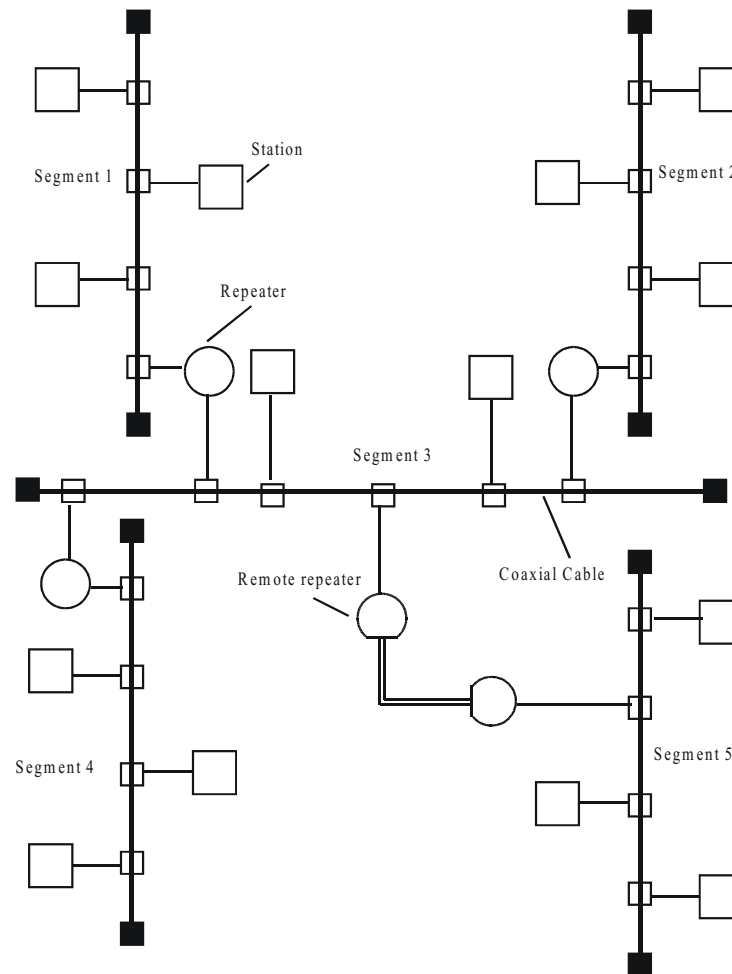 Station
Segment 1
Segment 2
Repeater
Segment 3
Remote repeater
Coaxial Cable
Segment 4
Segment 5